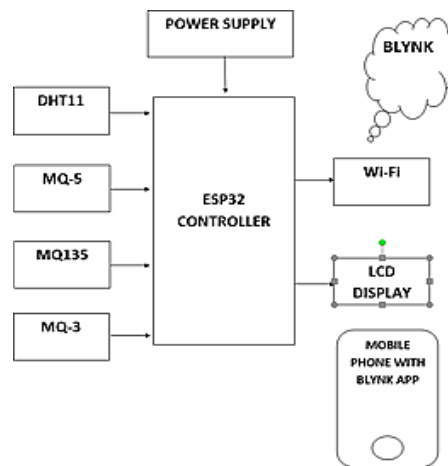 POWER SUPPLY
BLYNK
DHT11
MQ-5
Wi-Fi
ESP32
CONTROLLER
MQ135
LCD
DISPLAY
MQ-3
MOBILE
PHONE WITH
BLYNK APP